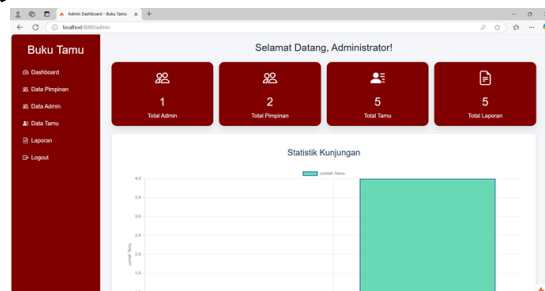 Admin Dashboard - Buku Tamu
localhost:8080/admin
Buku Tamu
Selamat Datang, Administrator!
Dashboard
Data Pimpinan
Data Admin
Data Tamu
Laporan
Logout
1
Total Admin
2
Total Pimpinan
5
Total Tamu
5
Total Laporan
Statistik Kunjungan
Jumlah Tamu
4,0
3,5
3,0
2,5
2,0
1,5
Jumlah Tamu